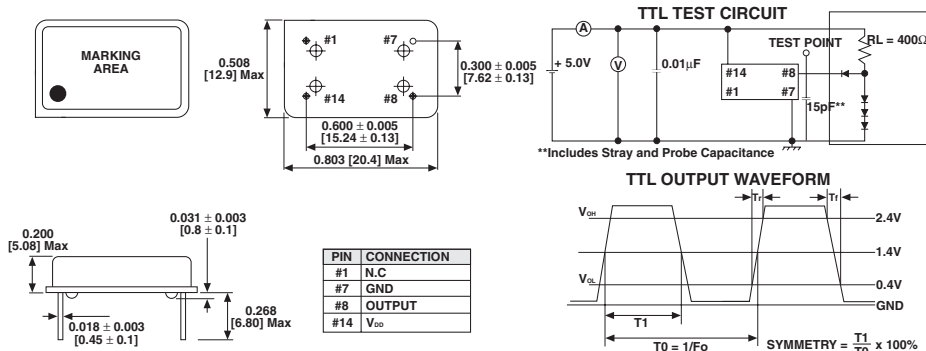 MARKING
AREA
0.508
[12.9] Max
#1
#7
#14
#8
0.300 ± 0.005
[7.62 ± 0.13]
0.600 ± 0.005
[15.24 ± 0.13]
0.803 [20.4] Max
TTL TEST CIRCUIT
A
V
+ 5.0V
0.01µF
TEST POINT
RL = 400Ω
#14 #8
#1 #7
15pF**
**Includes Stray and Probe Capacitance
0.200
[5.08] Max
0.031 ± 0.003
[0.8 ± 0.1]
0.018 ± 0.003
[0.45 ± 0.1]
0.268
[6.80] Max
PIN CONNECTION
#1 N.C
#7 GND
#8 OUTPUT
#14 VDD
TTL OUTPUT WAVEFORM
Tr
Tf
VOH
2.4V
1.4V
VOL
0.4V
GND
T1
T0 = 1/Fo
SYMMETRY = T1/T0 x 100%